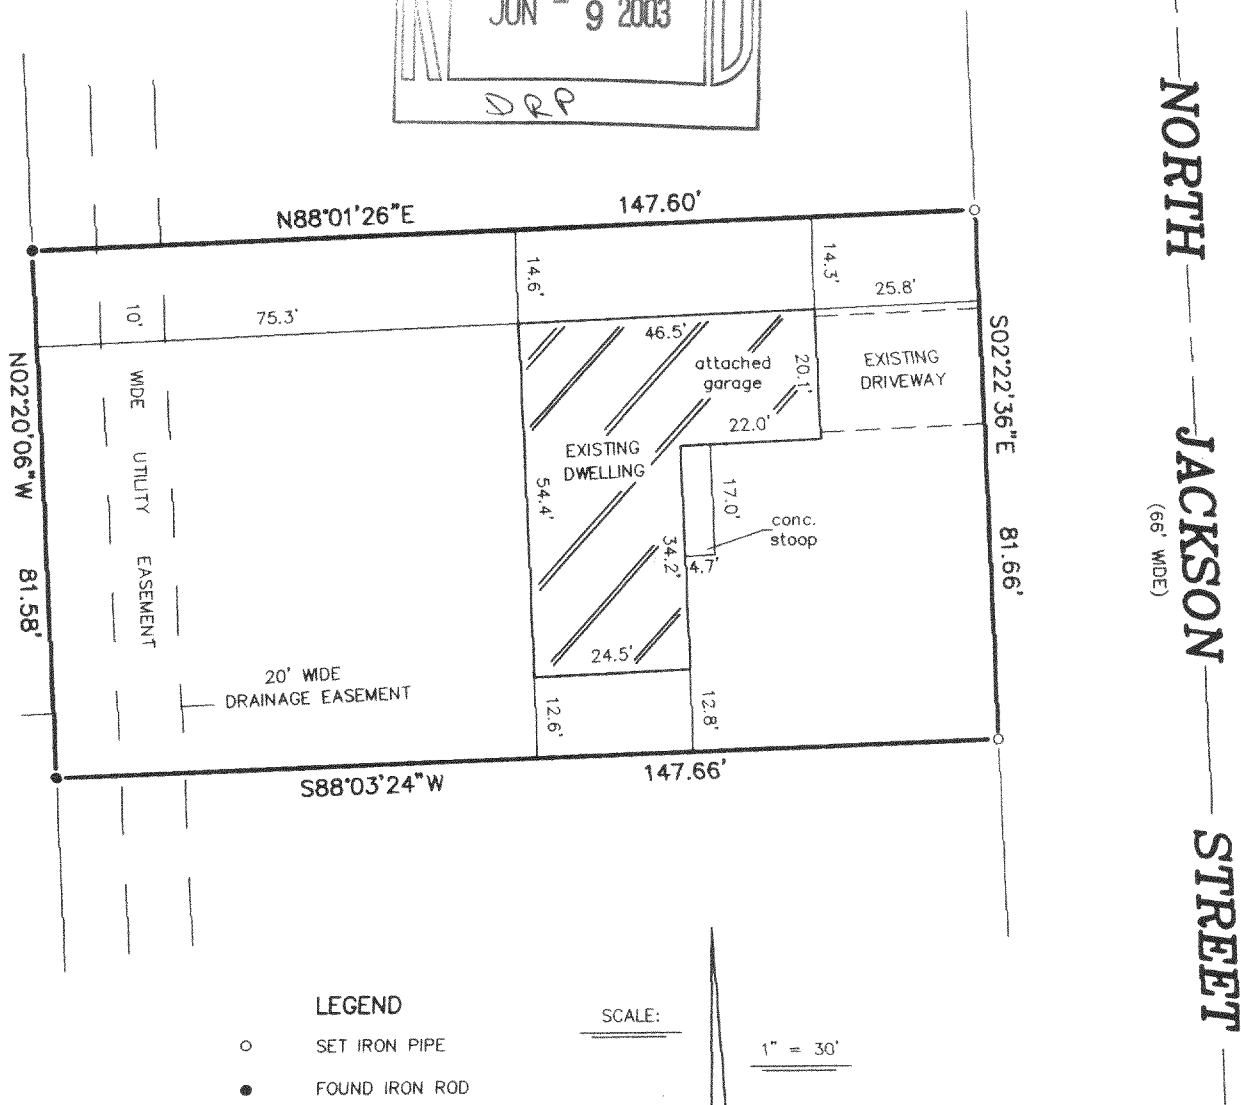 JUN - 9 2003
DRP
N88°01'26"E
147.60'
14.6'
14.3'
25.8'
10'
75.3'
46.5'
attached
garage
20.1'
EXISTING
DRIVEWAY
22.0'
N02°20'06"W
81.58'
S02°22'36"E
81.66'
WIDE UTILITY EASEMENT
EXISTING
DWELLING
54.4'
17.0'
conc.
stoop
34.2'
4.7'
24.5'
20' WIDE
DRAINAGE EASEMENT
12.6'
12.8'
S88°03'24"W
147.66'
NORTH JACKSON STREET
(66' WIDE)
LEGEND
SET IRON PIPE
FOUND IRON ROD
SCALE:
1" = 30'